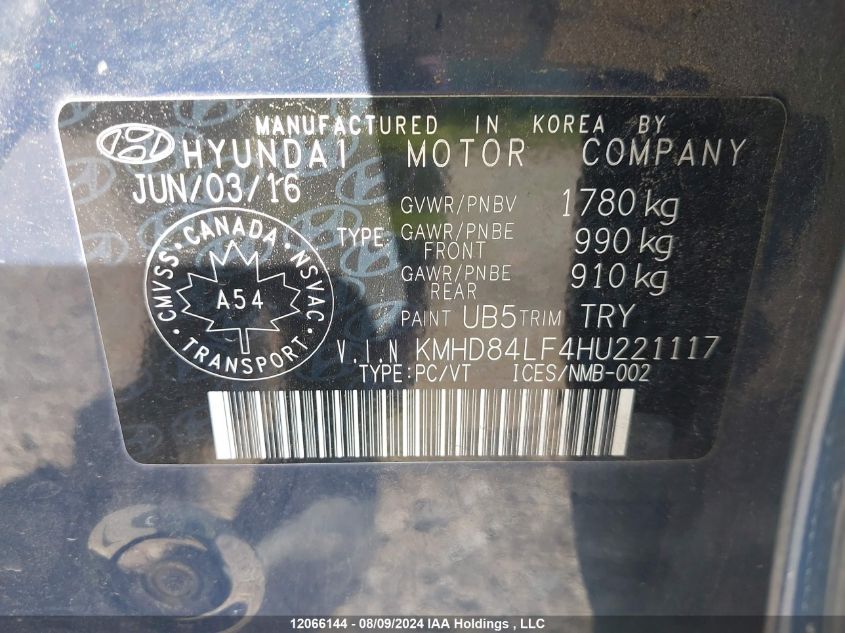 MANUFACTURED IN KOREA BY
HYUNDAI MOTOR COMPANY
JUN/03/16
GVWR/PNBV 1780 kg
TYPE: GAWR/PNBE FRONT 990 kg
GAWR/PNBE REAR 910 kg
CMVSS · CANADA · NSVAC · TRANSPORT ·
A54
PAINT UB5 TRIM TRY
V.I.N KMHD84LF4HU221117
TYPE:PC/VT ICES/NMB-002
12066144 - 08/09/2024 IAA Holdings , LLC